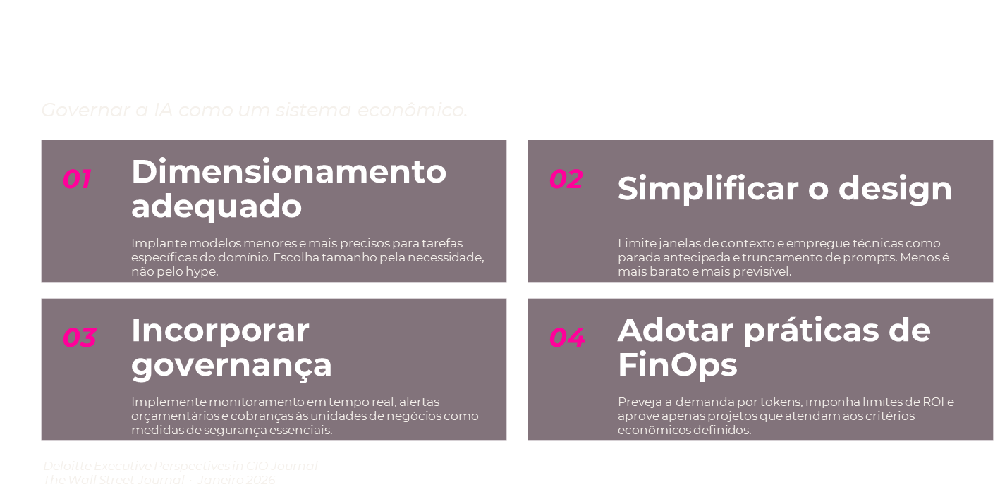 Governar a IA como um sistema econômico.
01
Dimensionamento
adequado
Implante modelos menores e mais precisos para tarefas
específicas do domínio. Escolha tamanho pela necessidade,
não pelo hype.
02
Simplificar o design
Limite janelas de contexto e empregue técnicas como
parada antecipada e truncamento de prompts. Menos é
mais barato e mais previsível.
03
Incorporar
governança
Implemente monitoramento em tempo real, alertas
orçamentários e cobranças às unidades de negócios como
medidas de segurança essenciais.
04
Adotar práticas de
FinOps
Preveja a demanda por tokens, imponha limites de ROI e
aprove apenas projetos que atendam aos critérios
econômicos definidos.
Deloitte Executive Perspectives in CIO Journal
The Wall Street Journal - Janeiro 2026